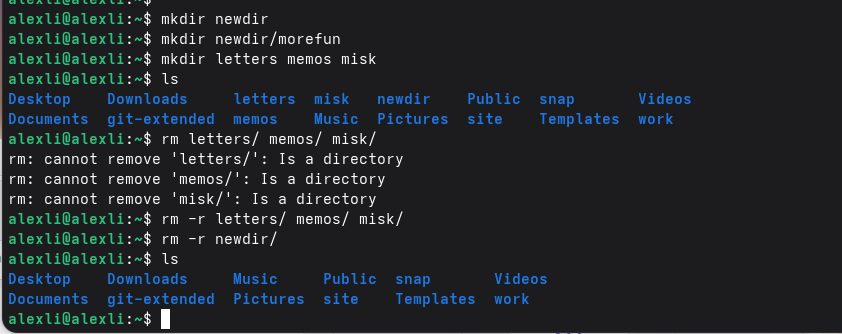 alexli@alexli:~$ mkdir newdir
alexli@alexli:~$ mkdir newdir/morefun
alexli@alexli:~$ mkdir letters memos misk
alexli@alexli:~$ ls
Desktop    Downloads     letters  misk   newdir    Public  snap       Videos
Documents  git-extended  memos    Music  Pictures  site    Templates  work
alexli@alexli:~$ rm letters/ memos/ misk/
rm: cannot remove 'letters/': Is a directory
rm: cannot remove 'memos/': Is a directory
rm: cannot remove 'misk/': Is a directory
alexli@alexli:~$ rm -r letters/ memos/ misk/
alexli@alexli:~$ rm -r newdir/
alexli@alexli:~$ ls
Desktop    Downloads     Music     Public  snap       Videos
Documents  git-extended  Pictures  site    Templates  work
alexli@alexli:~$